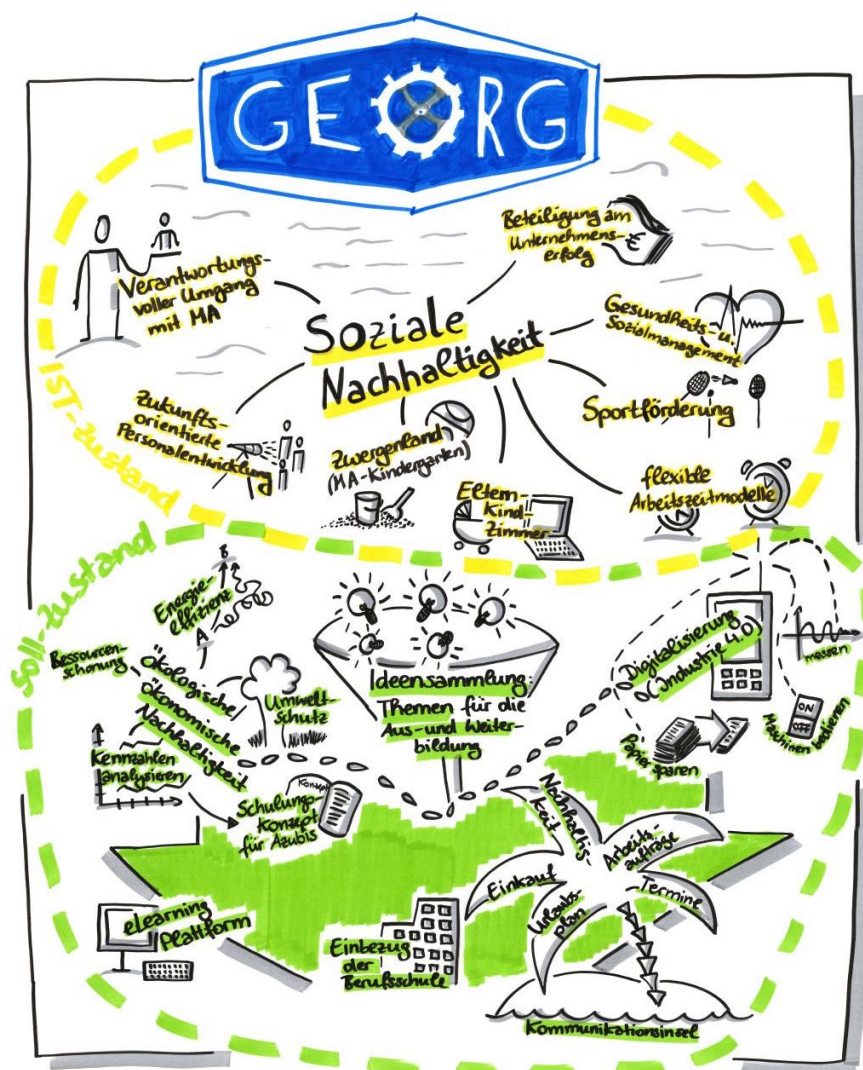 GEORG
Beteiligung am
Unternehmens-
erfolg
€
Verantwortungs-
voller Umgang
mit MA
Soziale
Nachhaltigkeit
Gesundheits- u.
Sozialmanagement
Sportförderung
Zukunfts-
orientierte
Personalentwicklung
Zwergenland
(MA-Kindergarten)
Eltern-
Kind-
Zimmer
flexible
Arbeitszeitmodelle
IST-Zustand
Soll-Zustand
B
A
Energie-
effizienz
Ressourcen-
schonung
ökologische
ökonomische
Nachhaltigkeit
Umwelt-
schutz
Kennzahlen
analysieren
Konzept
Schulungs-
konzept
für Azubis
Ideensammlung:
Themen für die
Aus- und Weiter-
bildung
Digitalisierung
(Industrie 4.0)
messen
ON
OFF
Maschinen bedienen
Papier sparen
Nachhaltig-
keit
Arbeits-
aufträge
Einkauf
Urlaubs-
plan
Termine
eLearning
Plattform
Einbezug
der
Berufsschule
Kommunikationsinsel